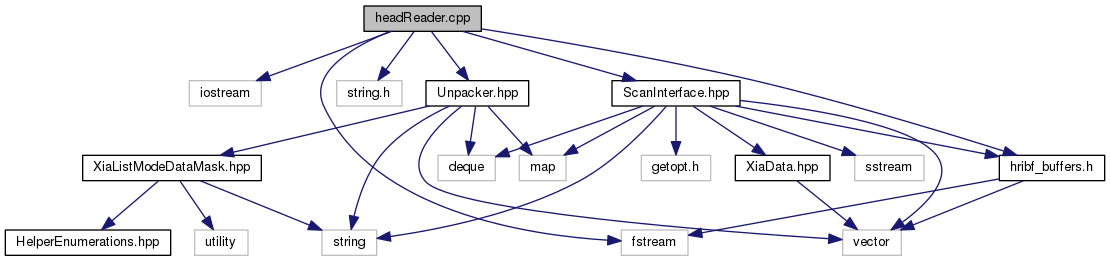 headReader.cpp
iostream
string.h
Unpacker.hpp
ScanInterface.hpp
XiaListModeDataMask.hpp
deque
map
getopt.h
XiaData.hpp
sstream
hribf_buffers.h
HelperEnumerations.hpp
utility
string
fstream
vector